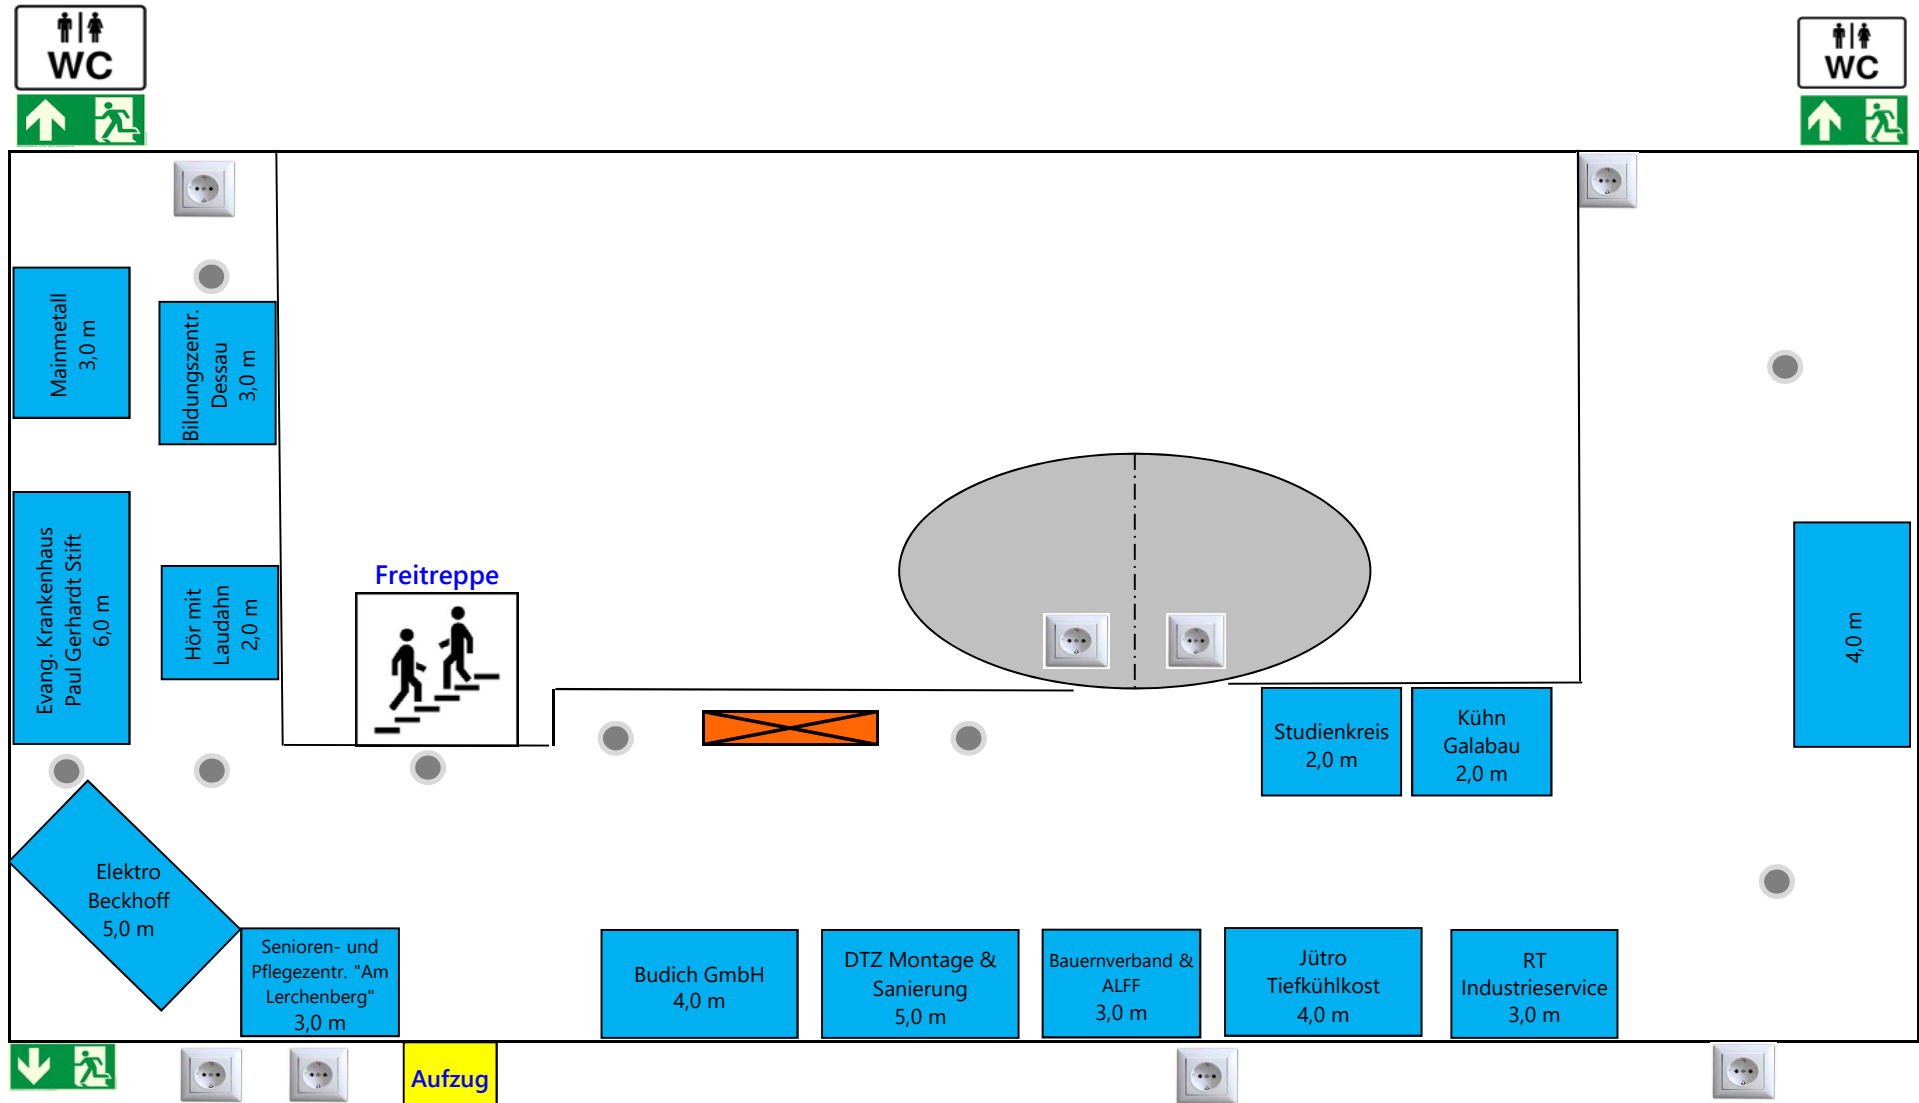 WC
WC
Mainmetall
3,0 m
Bildungszentr.
Dessau
3,0 m
Evang. Krankenhaus
Paul Gerhardt Stift
6,0 m
Hör mit
Laudahn
2,0 m
Freitreppe
4,0 m
Studienkreis
2,0 m
Kühn
Galabau
2,0 m
Elektro
Beckhoff
5,0 m
Senioren- und
Pflegezentr. "Am
Lerchenberg"
3,0 m
Budich GmbH
4,0 m
DTZ Montage &
Sanierung
5,0 m
Bauernverband &
ALFF
3,0 m
Jütro
Tiefkühlkost
4,0 m
RT
Industrieservice
3,0 m
Aufzug